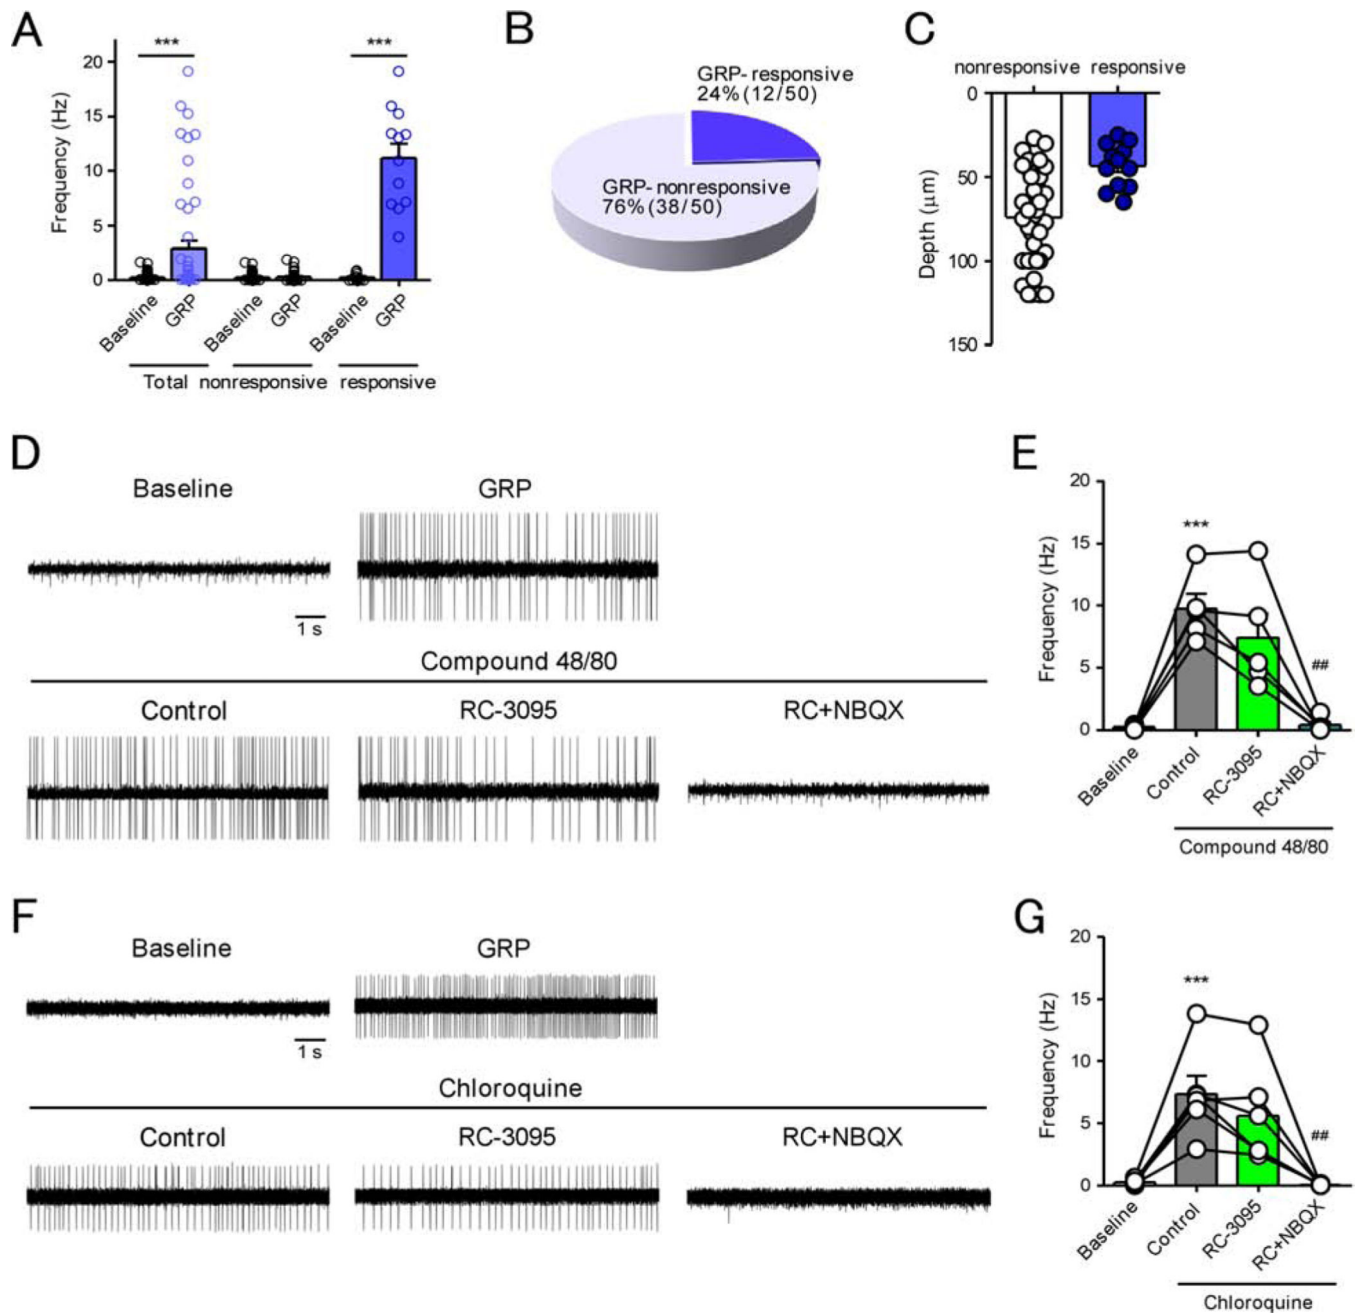 A
***
***
20
15
10
5
0
Frequency (Hz)
Baseline
GRP
Baseline
GRP
Baseline
GRP
Total
nonresponsive
responsive
B
GRP- responsive
24% (12/50)
GRP- nonresponsive
76% (38/50)
C
nonresponsive
responsive
0
50
100
150
Depth (μm)
D
Baseline
GRP
1 s
Compound 48/80
Control
RC-3095
RC+NBQX
E
20
15
10
5
0
Frequency (Hz)
***
##
Baseline
Control
RC-3095
RC+NBQX
Compound 48/80
F
Baseline
GRP
1 s
Chloroquine
Control
RC-3095
RC+NBQX
G
20
15
10
5
0
Frequency (Hz)
***
##
Baseline
Control
RC-3095
RC+NBQX
Chloroquine